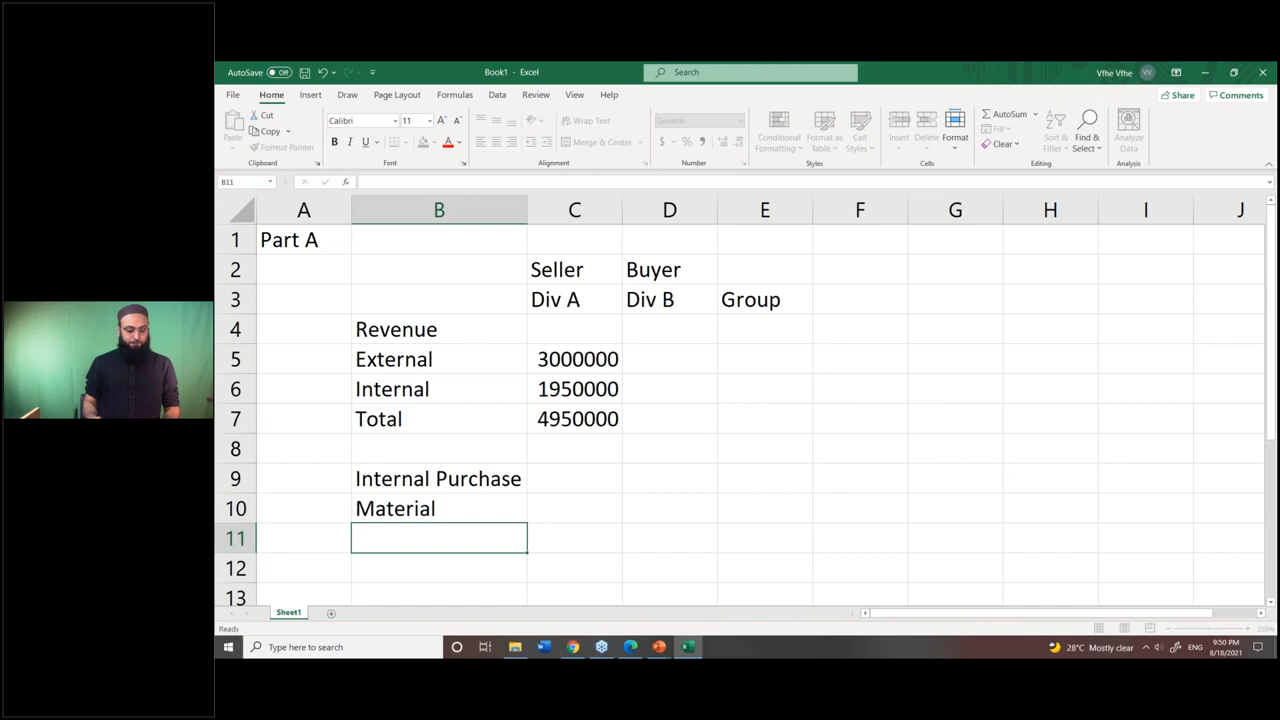 AutoSave Off
Book1 - Excel
Search
Vfhe Vfhe
VV
File Home Insert Draw Page Layout Formulas Data Review View Help
Share Comments
Paste
Cut
Copy
Format Painter
Clipboard
Calibri 11
B I U
Font
Wrap Text
Merge & Center
Alignment
General
Number
Conditional Formatting
Format as Table
Cell Styles
Styles
Insert Delete Format
Cells
AutoSum
Fill
Clear
Sort & Filter
Find & Select
Editing
Analyze Data
Analysis
B11
fx
A B C D E F G H I J
1 Part A
2 Seller Buyer
3 Div A Div B Group
4 Revenue
5 External 3000000
6 Internal 1950000
7 Total 4950000
8
9 Internal Purchase
10 Material
11
12
13
Sheet1
Ready
Type here to search
28°C Mostly clear
ENG
9:50 PM
8/18/2021